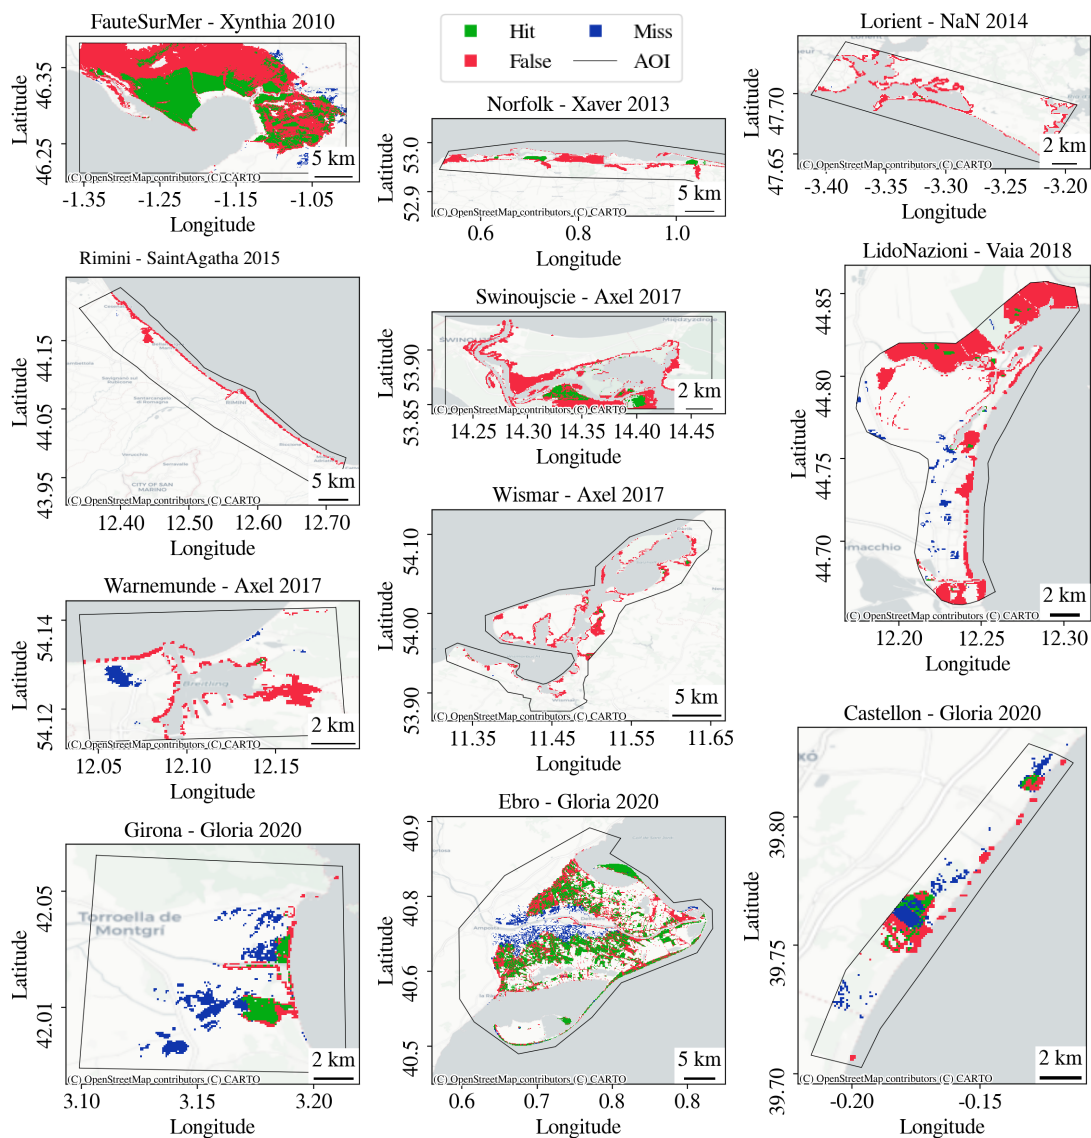 FauteSurMer - Xynthia 2010
Latitude
46.35
46.25
5 km
(C) OpenStreetMap contributors (C) CARTO
-1.35
-1.25
-1.15
-1.05
Longitude
Hit
Miss
False
AOI
Norfolk - Xaver 2013
Latitude
53.0
52.9
5 km
(C) OpenStreetMap contributors (C) CARTO
0.6
0.8
1.0
Longitude
Lorient - NaN 2014
Latitude
47.70
47.65
2 km
(C) OpenStreetMap contributors (C) CARTO
-3.40
-3.35
-3.30
-3.25
-3.20
Longitude
Rimini - SaintAgatha 2015
Latitude
44.15
44.05
43.95
CITY OF SAN
MARINO
5 km
(C) OpenStreetMap contributors (C) CARTO
12.40
12.50
12.60
12.70
Longitude
Swinoujscie - Axel 2017
Latitude
53.90
53.85
2 km
(C) OpenStreetMap contributors (C) CARTO
14.25
14.30
14.35
14.40
14.45
Longitude
LidoNazioni - Vaia 2018
Latitude
44.85
44.80
44.75
44.70
omacchio
2 km
(C) OpenStreetMap contributors (C) CARTO
12.20
12.25
12.30
Longitude
Warnemunde - Axel 2017
Latitude
54.14
54.12
Breitling
2 km
(C) OpenStreetMap contributors (C) CARTO
12.05
12.10
12.15
Longitude
Wismar - Axel 2017
Latitude
54.10
54.00
53.90
5 km
(C) OpenStreetMap contributors (C) CARTO
11.35
11.45
11.55
11.65
Longitude
Girona - Gloria 2020
Latitude
42.05
42.01
Torroella de
Montgrí
2 km
(C) OpenStreetMap contributors (C) CARTO
3.10
3.15
3.20
Longitude
Ebro - Gloria 2020
Latitude
40.9
40.8
40.6
40.5
5 km
(C) OpenStreetMap contributors (C) CARTO
0.6
0.7
0.8
0.8
Longitude
Castellon - Gloria 2020
Latitude
39.80
39.75
39.70
XÓ
2 km
(C) OpenStreetMap contributors (C) CARTO
-0.20
-0.15
Longitude